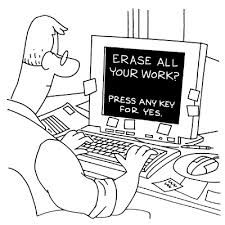 ERASE ALL
YOUR WORK?
PRESS ANY KEY
FOR YES.